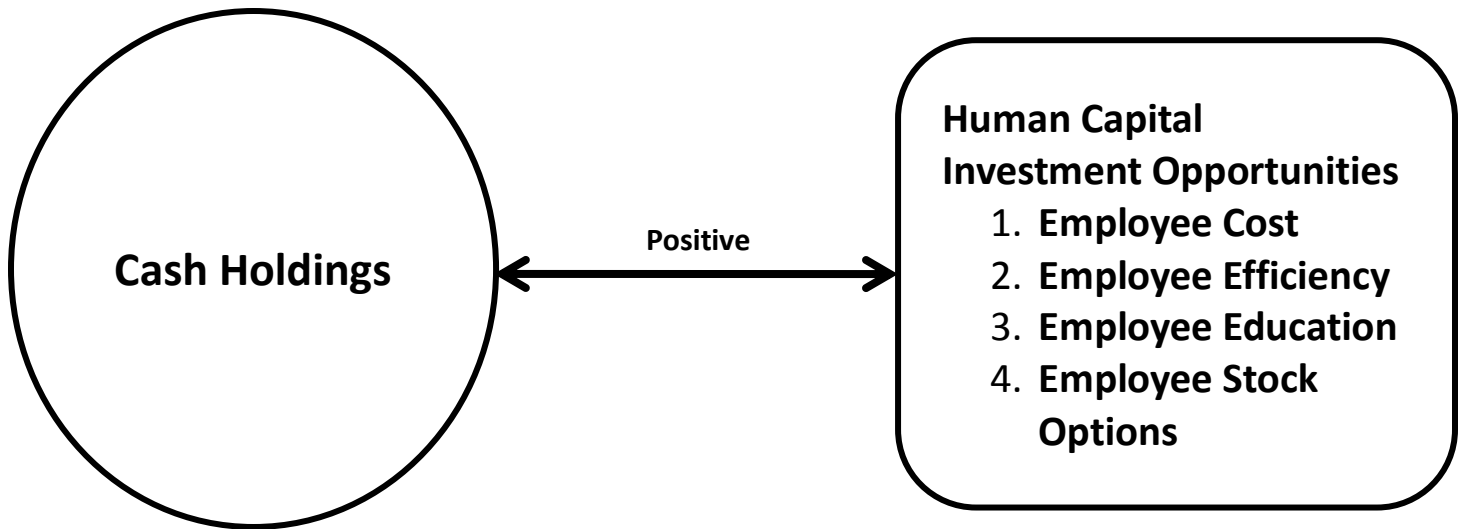 Cash Holdings
Positive
Human Capital
Investment Opportunities
1. Employee Cost
2. Employee Efficiency
3. Employee Education
4. Employee Stock
Options